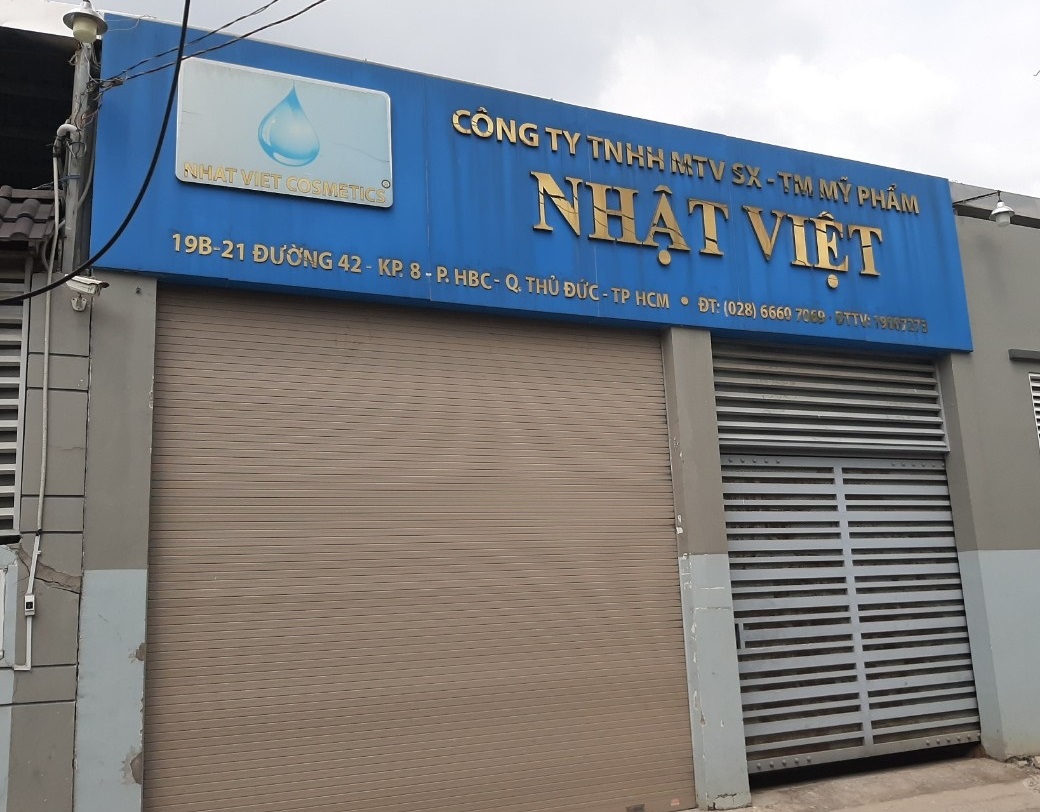 NHAT VIET COSMETICS
CÔNG TY TNHH MTV SX - TM MỸ PHẨM
NHẬT VIỆT
19B-21 ĐƯỜNG 42 - KP. 8 - P. HBC - Q. THỦ ĐỨC - TP HCM • ĐT: (028) 6660 7069 - ĐTTV: